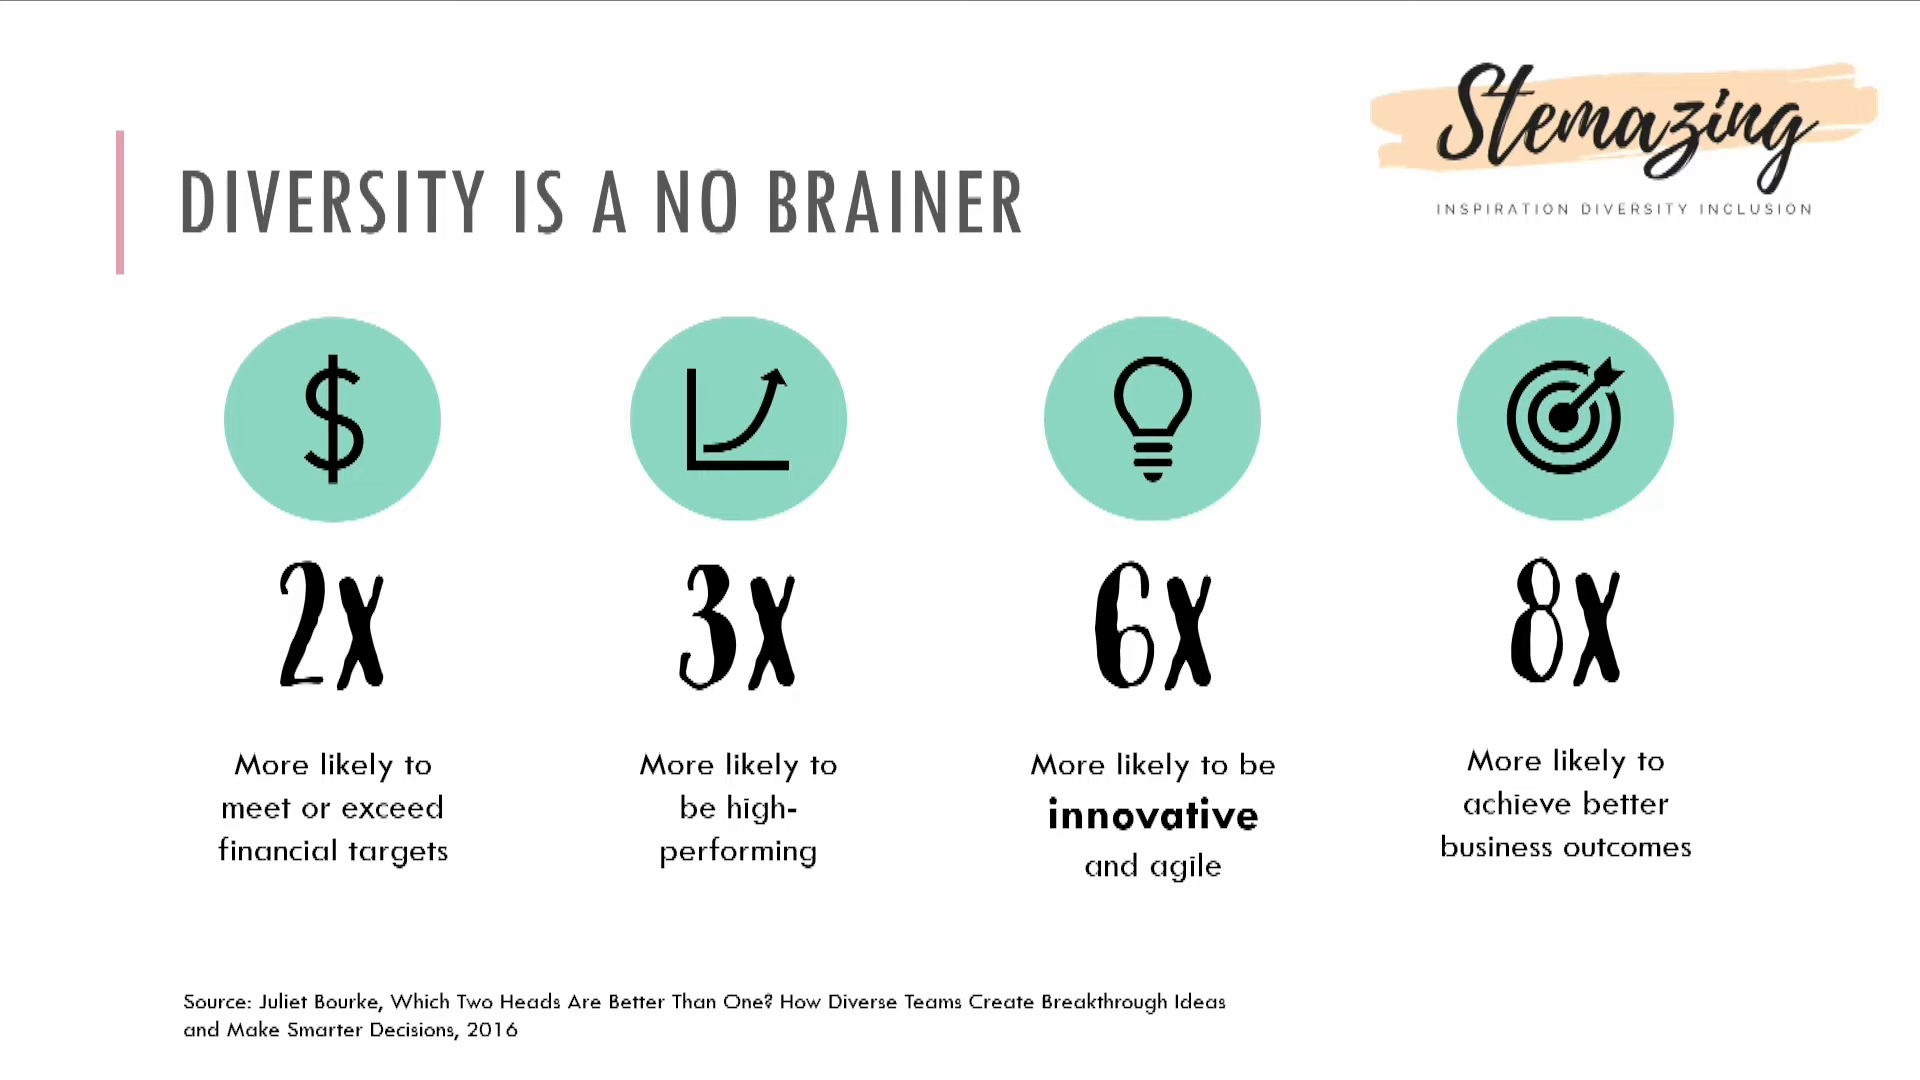 Stemazing
INSPIRATION DIVERSITY INCLUSION
DIVERSITY IS A NO BRAINER
$
2X
More likely to
meet or exceed
financial targets
3X
More likely to
be high-
performing
6X
More likely to be
innovative
and agile
8X
More likely to
achieve better
business outcomes
Source: Juliet Bourke, Which Two Heads Are Better Than One? How Diverse Teams Create Breakthrough Ideas
and Make Smarter Decisions, 2016